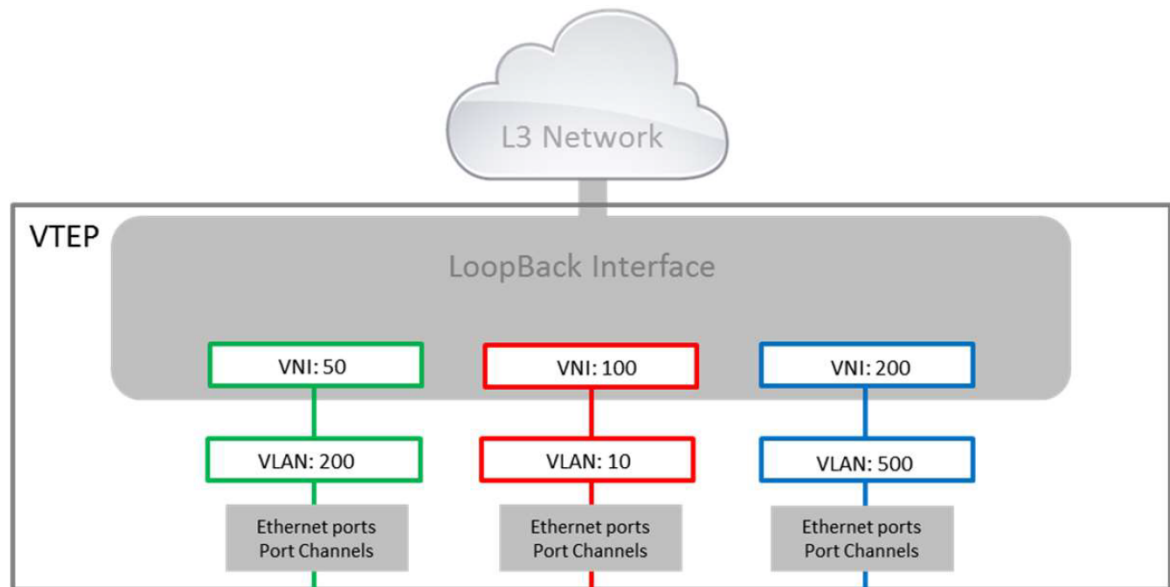 L3 Network
VTEP
LoopBack Interface
VNI: 50
VNI: 100
VNI: 200
VLAN: 200
VLAN: 10
VLAN: 500
Ethernet ports
Port Channels
Ethernet ports
Port Channels
Ethernet ports
Port Channels